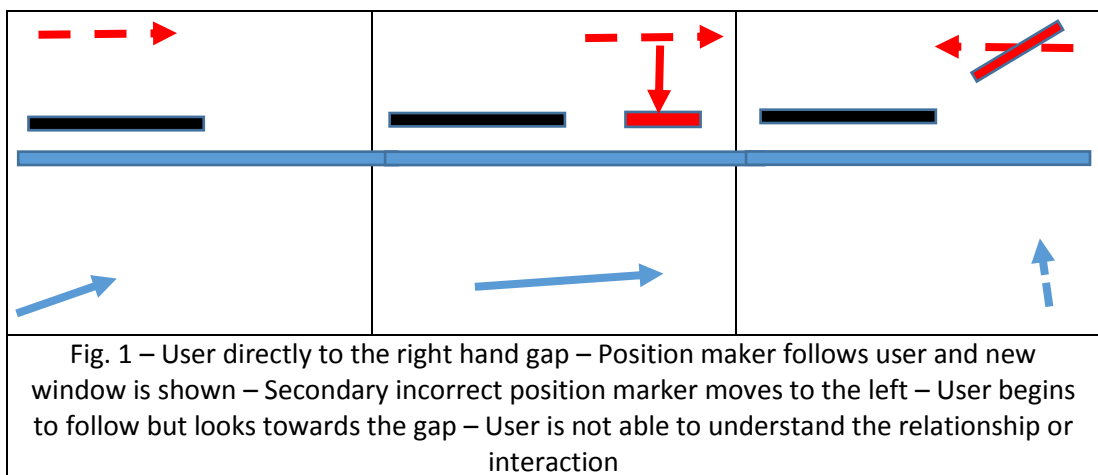 Fig. 1 – User directly to the right hand gap – Position maker follows user and new
window is shown – Secondary incorrect position marker moves to the left – User begins
to follow but looks towards the gap – User is not able to understand the relationship or
interaction